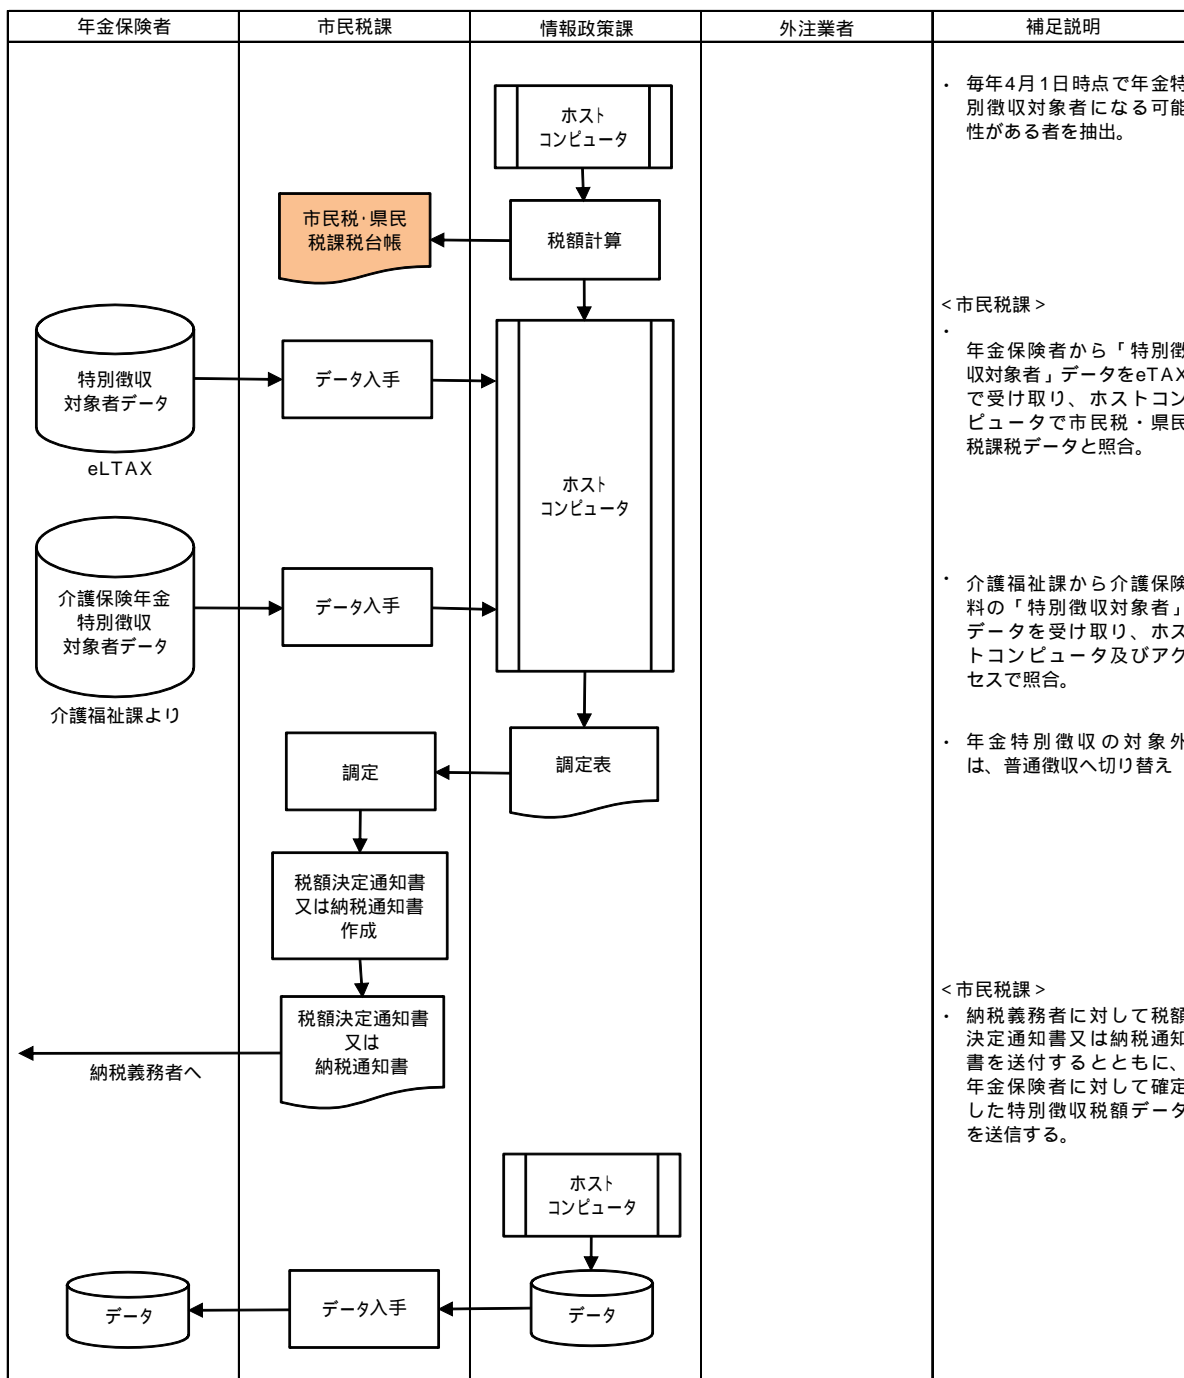 年金保険者
市民税課
情報政策課
外注業者
補足説明
ホスト
コンピュータ
・ 毎年4月1日時点で年金特
別徴収対象者になる可能
性がある者を抽出。
市民税・県民
税課税台帳
税額計算
<市民税課>
・
年金保険者から「特別徴
収対象者」データをeTAX
で受け取り、ホストコン
ピュータで市民税・県民
税課税データと照合。
特別徴収
対象者データ
eLTAX
データ入手
ホスト
コンピュータ
介護保険年金
特別徴収
対象者データ
介護福祉課より
データ入手
・ 介護福祉課から介護保険
料の「特別徴収対象者」
データを受け取り、ホス
トコンピュータ及びアク
セスで照合。
・ 年金特別徴収の対象外
は、普通徴収へ切り替え
調定
調定表
税額決定通知書
又は納税通知書
作成
税額決定通知書
又は
納税通知書
納税義務者へ
<市民税課>
・ 納税義務者に対して税額
決定通知書又は納税通知
書を送付するとともに、
年金保険者に対して確定
した特別徴収税額データ
を送信する。
ホスト
コンピュータ
データ
データ入手
データ